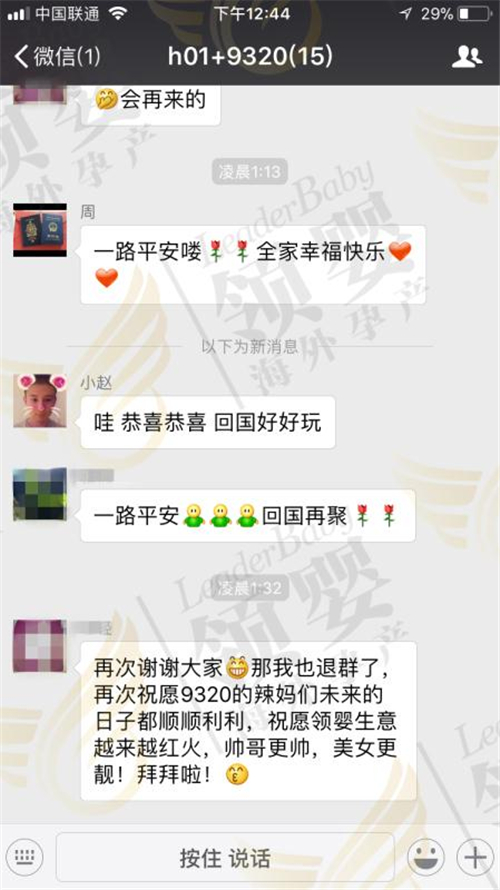 中国联通
下午12:44
29%
微信(1)
h01+9320(15)
会再来的
凌晨1:13
周
一路平安喽🌹🌹全家幸福快乐❤️
❤️
以下为新消息
小赵
哇 恭喜恭喜 回国好好玩
一路平安 回国再聚🌹🌹
凌晨1:32
再次谢谢大家😁那我也退群了，
再次祝愿9320的辣妈们未来的
日子都顺顺利利，祝愿领婴生意
越来越红火，帅哥更帅，美女更
靓！拜拜啦！😙
按住 说话
LeaderBaby
领婴
海外孕产
LeaderBaby
领婴
海外孕产